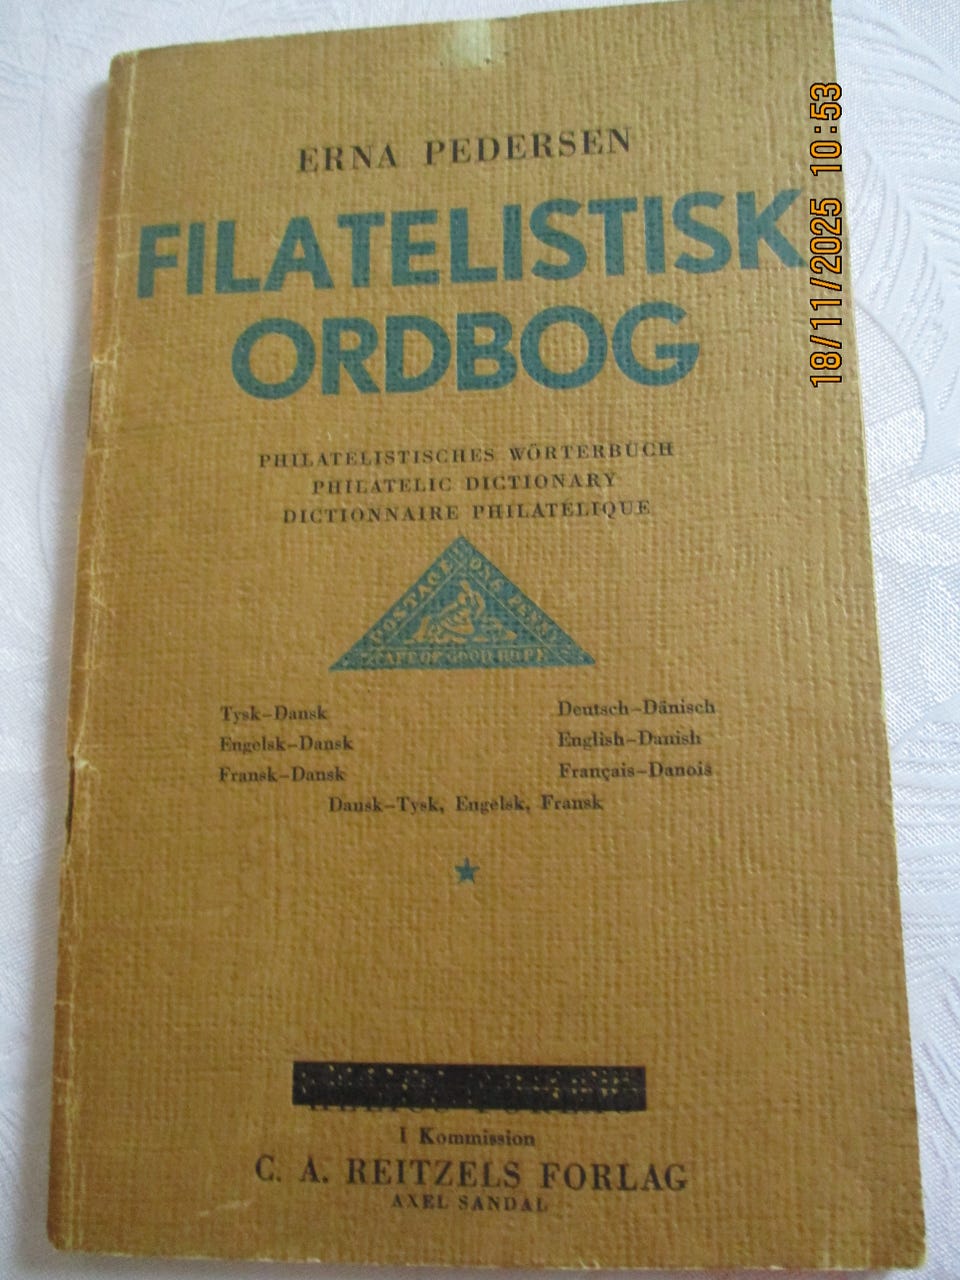 ERNA PEDERSEN
FILATELISTISK
ORDBOG
PHILATELISTISCHES WÖRTERBUCH
PHILATELIC DICTIONARY
DICTIONNAIRE PHILATÉLIQUE
POSTAGE ONE PENNY
CAPE OF GOOD HOPE
Tysk–Dansk
Deutsch–Dänisch
Engelsk–Dansk
English–Danish
Fransk–Dansk
Français–Danois
Dansk–Tysk, Engelsk, Fransk
I Kommission
C. A. REITZELS FORLAG
AXEL SANDAL
18/11/2025 10:53